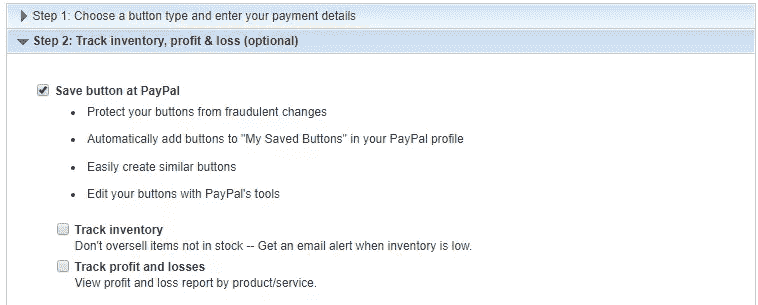 Step 1: Choose a button type and enter your payment details
Step 2: Track inventory, profit & loss (optional)
Save button at PayPal
Protect your buttons from fraudulent changes
Automatically add buttons to "My Saved Buttons" in your PayPal profile
Easily create similar buttons
Edit your buttons with PayPal's tools
Track inventory
Don't oversell items not in stock -- Get an email alert when inventory is low.
Track profit and losses
View profit and loss report by product/service.